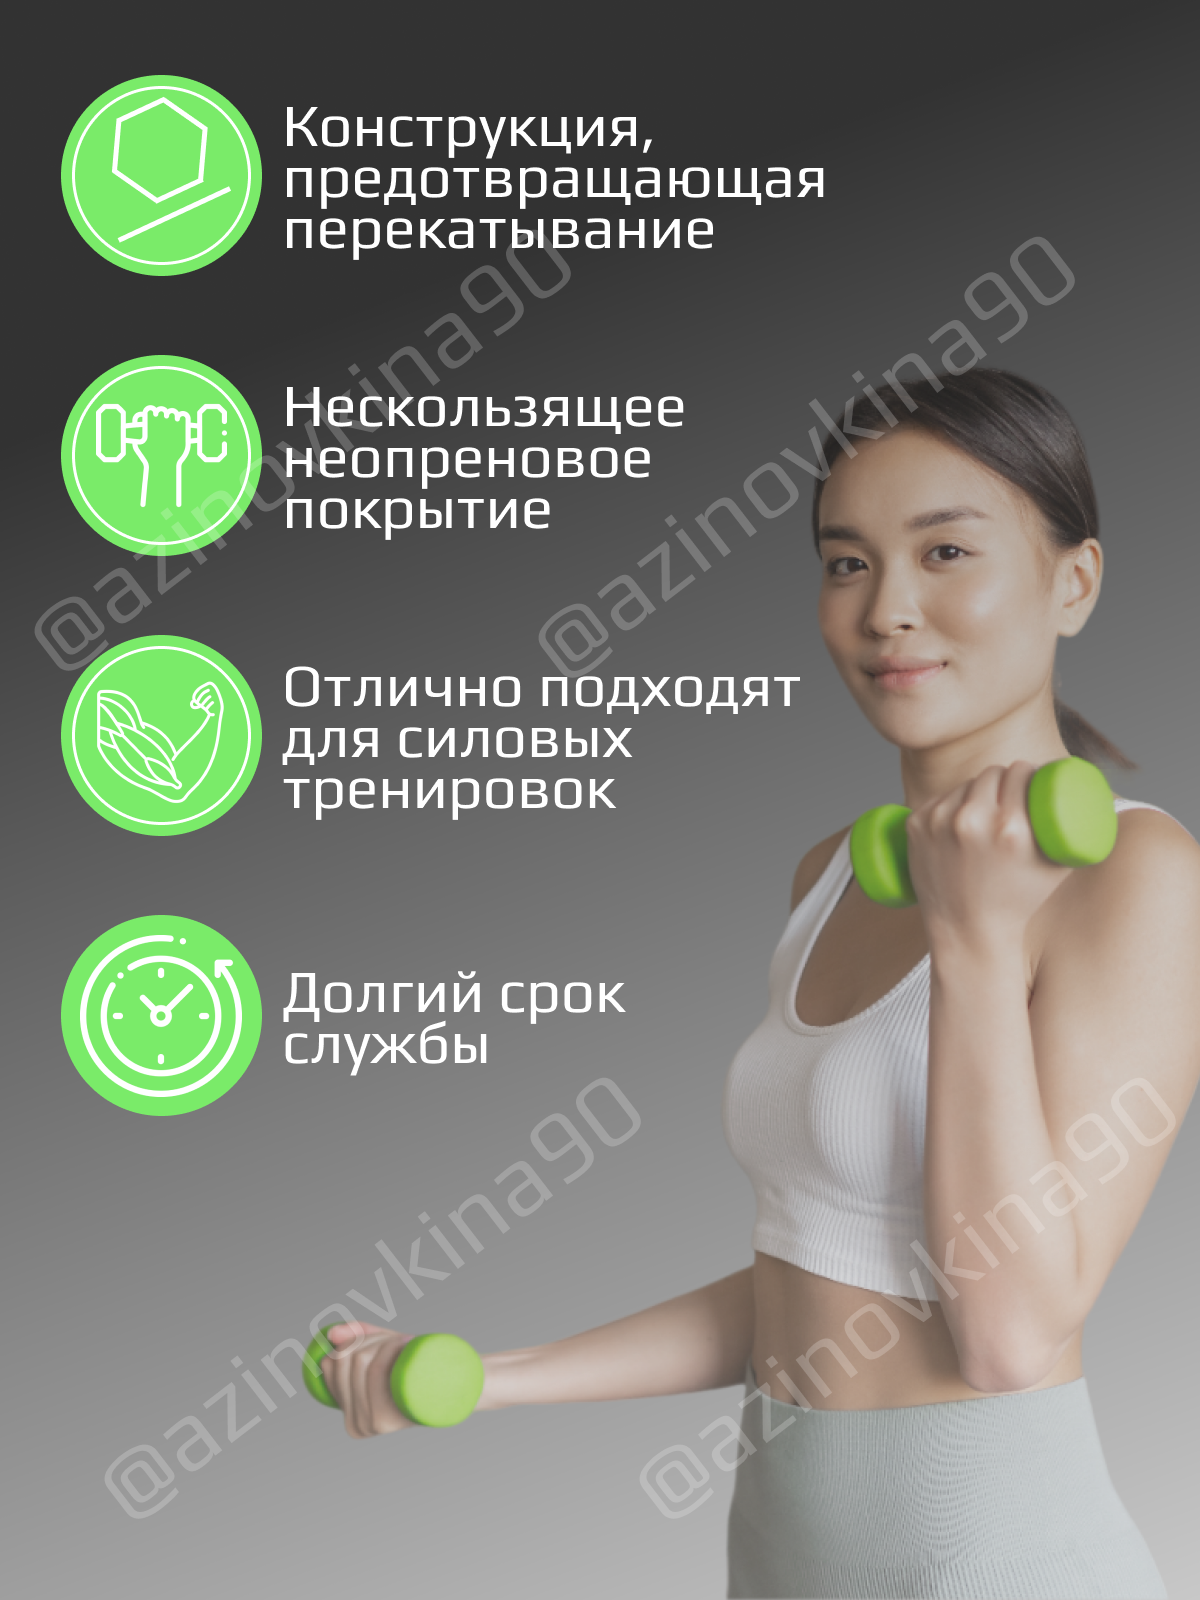 Конструкция,
предотвращающая
перекатывание
Нескользящее
неопреновое
покрытие
Отлично подходят
для силовых
тренировок
Долгий срок
службы
@azinovkina90
@azinovkina90
@azinovkina90
@azinovkina90